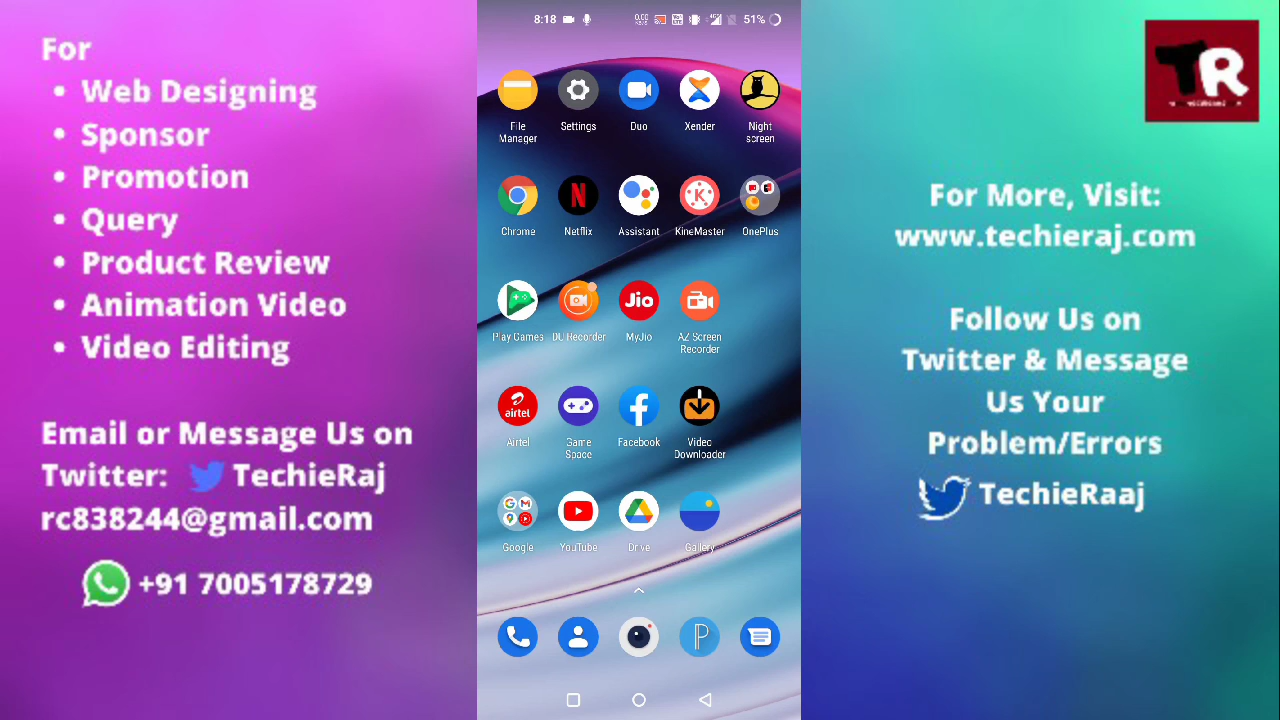 For
• Web Designing
• Sponsor
• Promotion
• Query
• Product Review
• Animation Video
• Video Editing
Email or Message Us on
Twitter: TechieRaj
rc838244@gmail.com
+91 7005178729
8:18
51%
File Manager
Settings
Duo
Xender
Night screen
Chrome
Netflix
Assistant
KineMaster
OnePlus
Play Games
DU Recorder
Jio
MyJio
AZ Screen Recorder
airtel
Airtel
Game Space
Facebook
Video Downloader
Google
YouTube
Drive
Gallery
TR
For More, Visit:
www.techieraj.com
Follow Us on
Twitter & Message
Us Your
Problem/Errors
TechieRaaj